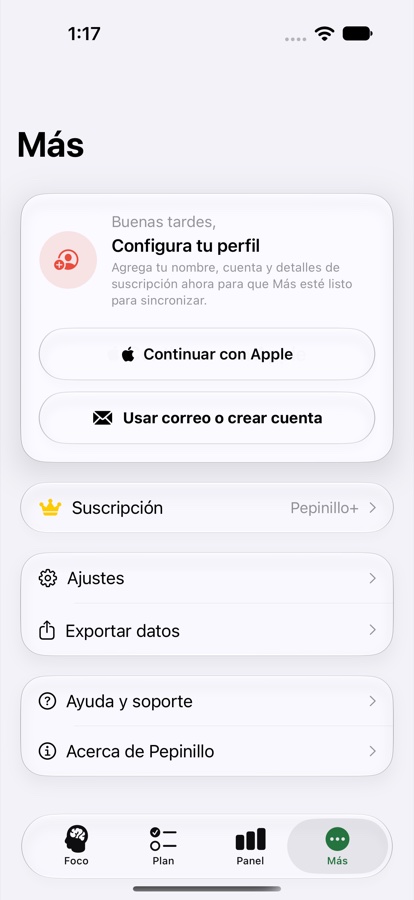 1:17
Más
Buenas tardes,
Configura tu perfil
Agrega tu nombre, cuenta y detalles de
suscripción ahora para que Más esté listo
para sincronizar.
Continuar con Apple
Usar correo o crear cuenta
Suscripción Pepinillo+
Ajustes
Exportar datos
Ayuda y soporte
Acerca de Pepinillo
Foco Plan Panel Más